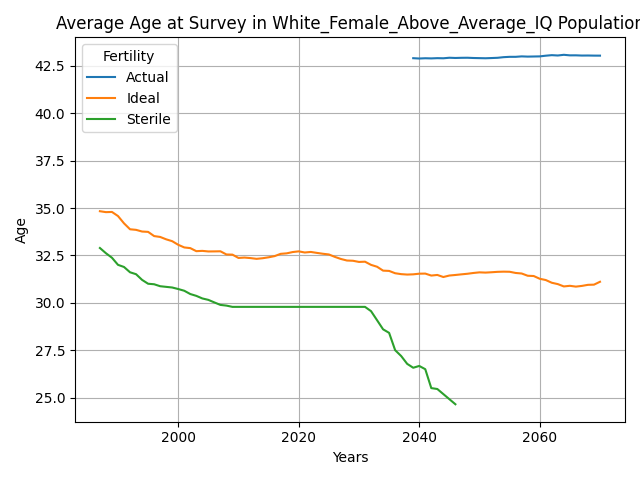 Average Age at Survey in White_Female_Above_Average_IQ Population
Fertility
Actual
Ideal
Sterile
42.5
40.0
37.5
35.0
32.5
30.0
27.5
25.0
Age
2000
2020
2040
2060
Years